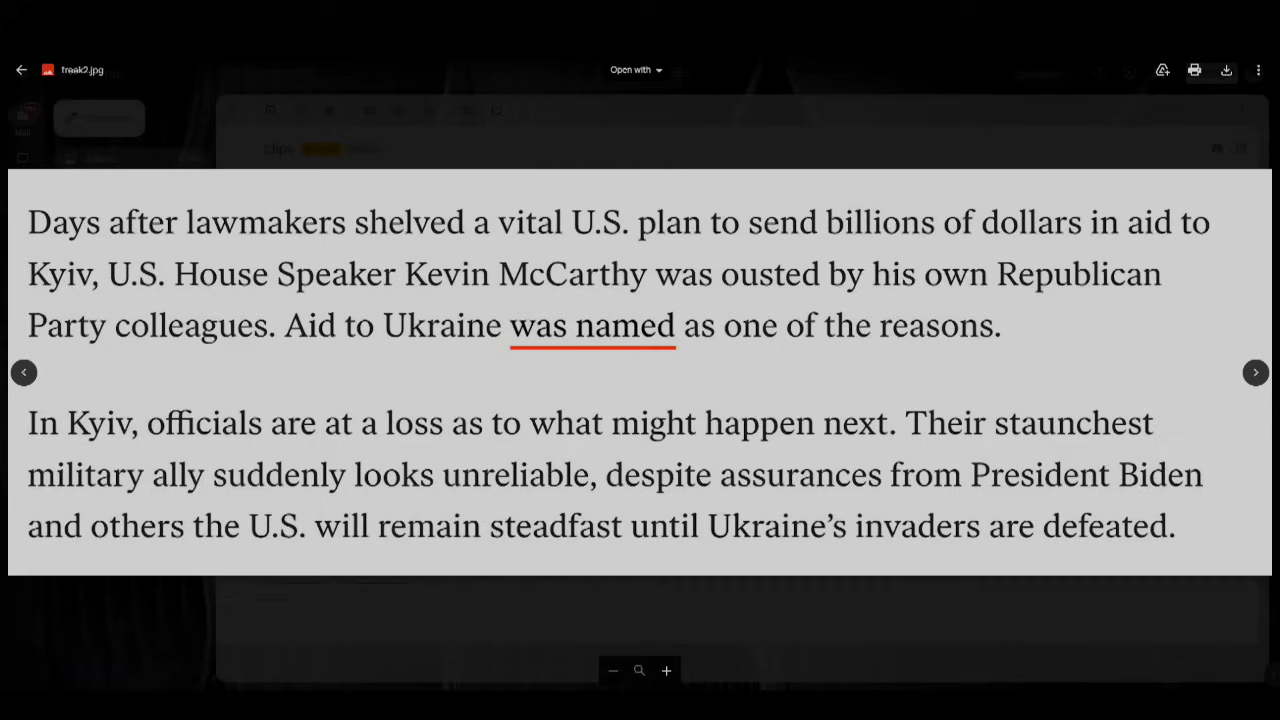 freak2.jpg
Open with
Clips
Days after lawmakers shelved a vital U.S. plan to send billions of dollars in aid to
Kyiv, U.S. House Speaker Kevin McCarthy was ousted by his own Republican
Party colleagues. Aid to Ukraine was named as one of the reasons.
In Kyiv, officials are at a loss as to what might happen next. Their staunchest
military ally suddenly looks unreliable, despite assurances from President Biden
and others the U.S. will remain steadfast until Ukraine’s invaders are defeated.